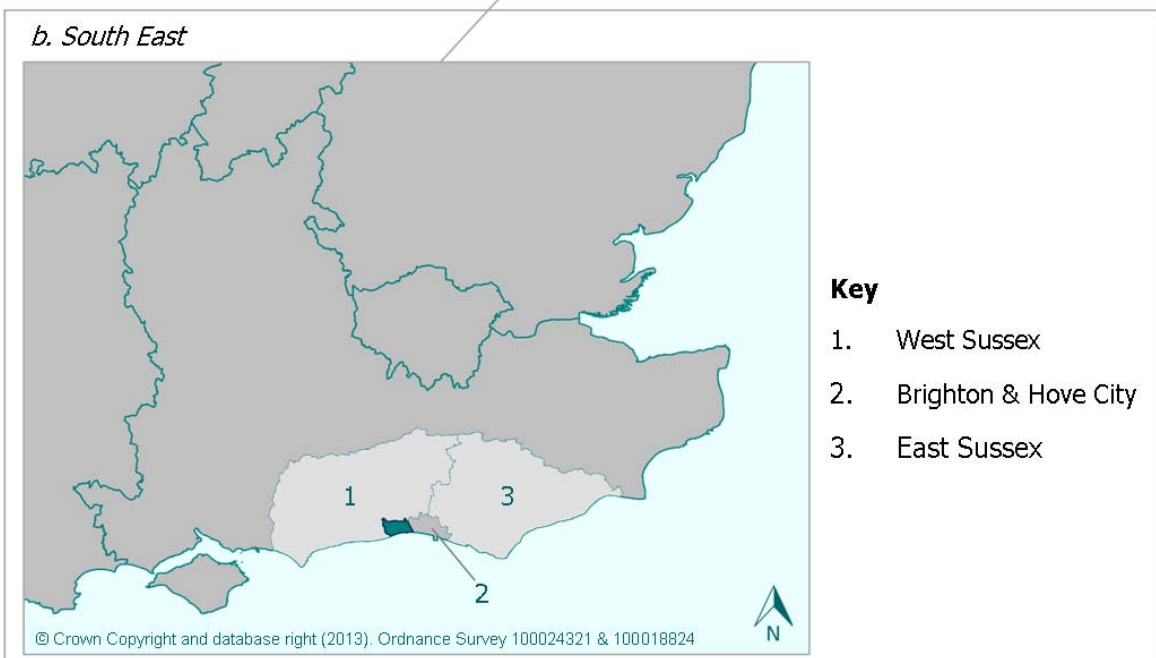 b. South East
1
3
2
N
© Crown Copyright and database right (2013). Ordnance Survey 100024321 & 100018824
Key
1. West Sussex
2. Brighton & Hove City
3. East Sussex